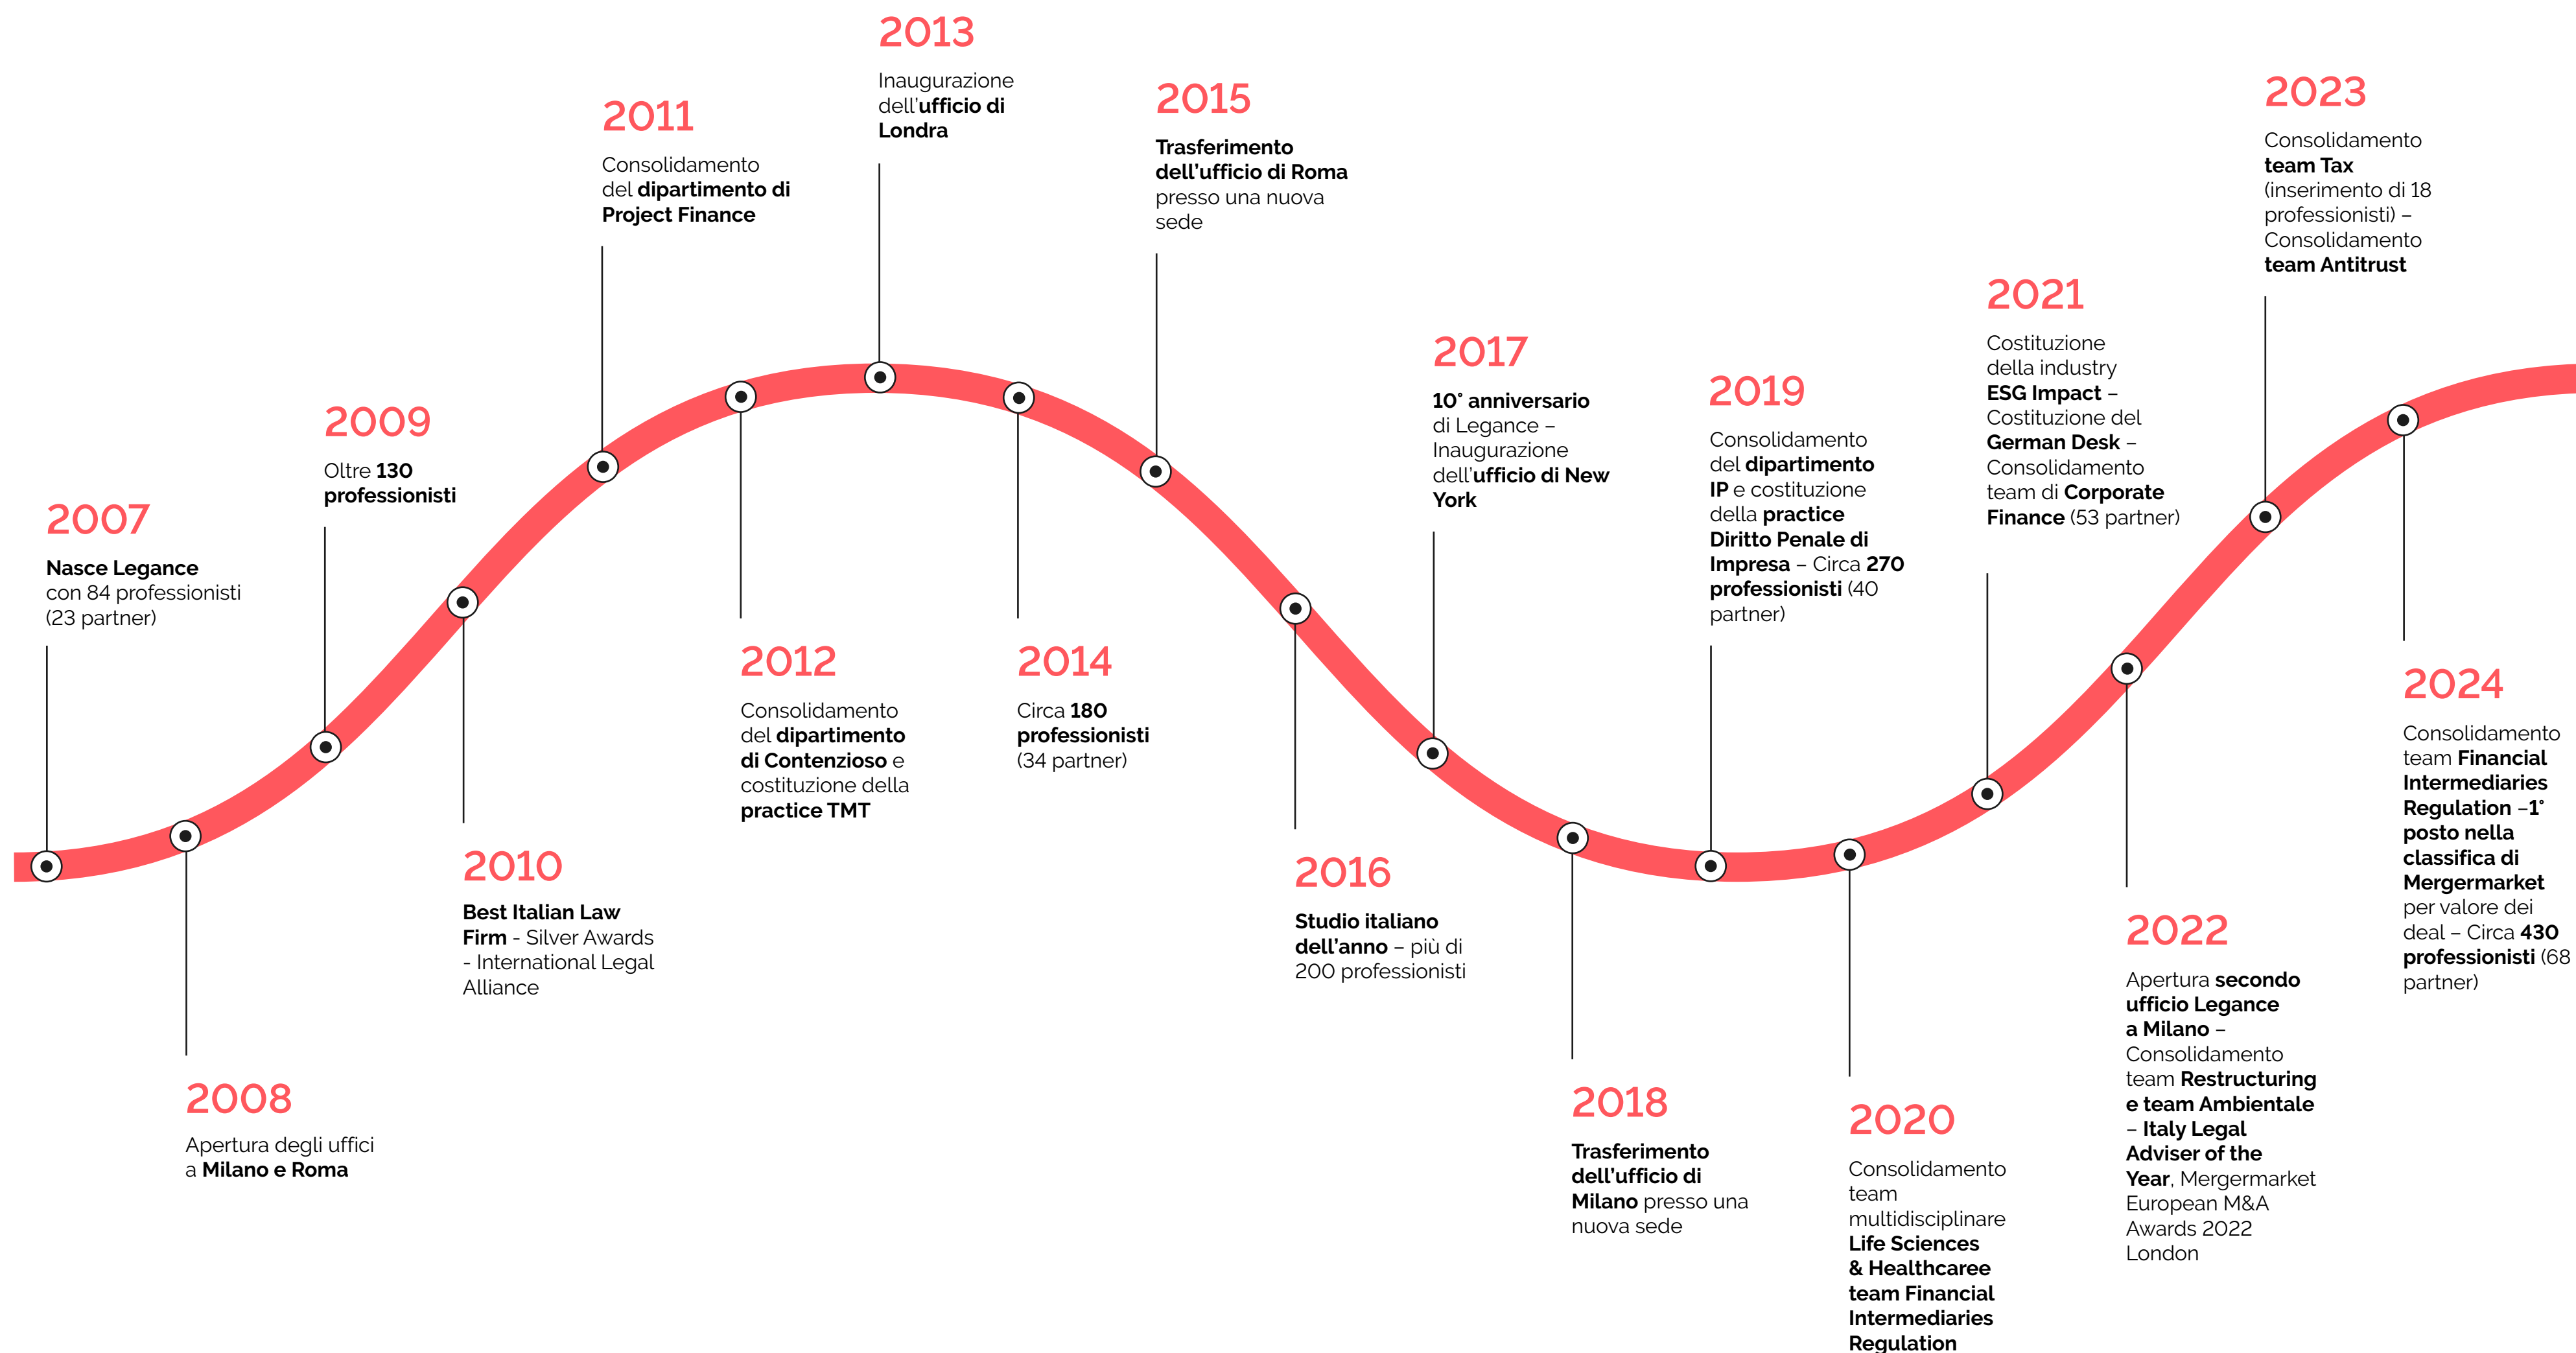 2007
Nasce Legance
con 84 professionisti
(23 partner)
2008
Apertura degli uffici
a Milano e Roma
2009
Oltre 130
professionisti
2010
Best Italian Law
Firm - Silver Awards
- International Legal
Alliance
2011
Consolidamento
del dipartimento di
Project Finance
2012
Consolidamento
del dipartimento
di Contenzioso e
costituzione della
practice TMT
2013
Inaugurazione
dell'ufficio di
Londra
2014
Circa 180
professionisti
(34 partner)
2015
Trasferimento
dell'ufficio di Roma
presso una nuova
sede
2016
Studio italiano
dell'anno – più di
200 professionisti
2017
10° anniversario
di Legance –
Inaugurazione
dell'ufficio di New
York
2018
Trasferimento
dell'ufficio di
Milano presso una
nuova sede
2019
Consolidamento
del dipartimento
IP e costituzione
della practice
Diritto Penale di
Impresa – Circa 270
professionisti (40
partner)
2020
Consolidamento
team
multidisciplinare
Life Sciences
& Healthcaree
team Financial
Intermediaries
Regulation
2021
Costituzione
della industry
ESG Impact –
Costituzione del
German Desk –
Consolidamento
team di Corporate
Finance (53 partner)
2022
Apertura secondo
ufficio Legance
a Milano –
Consolidamento
team Restructuring
e team Ambientale
– Italy Legal
Adviser of the
Year, Mergermarket
European M&A
Awards 2022
London
2023
Consolidamento
team Tax
(inserimento di 18
professionisti) –
Consolidamento
team Antitrust
2024
Consolidamento
team Financial
Intermediaries
Regulation –1°
posto nella
classifica di
Mergermarket
per valore dei
deal – Circa 430
professionisti (68
partner)